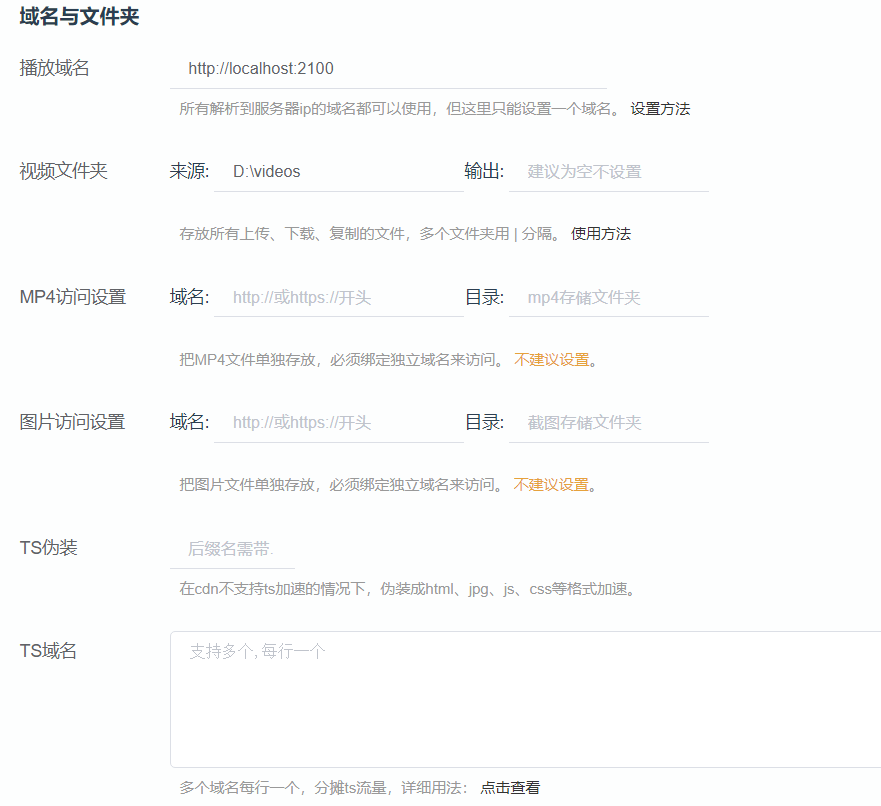 域名与文件夹
播放域名 http://localhost:2100
所有解析到服务器ip的域名都可以使用，但这里只能设置一个域名。 设置方法
视频文件夹 来源: D:\videos 输出: 建议为空不设置
存放所有上传、下载、复制的文件，多个文件夹用 | 分隔。 使用方法
MP4访问设置 域名: http://或https://开头 目录: mp4存储文件夹
把MP4文件单独存放，必须绑定独立域名来访问。 不建议设置。
图片访问设置 域名: http://或https://开头 目录: 截图存储文件夹
把图片文件单独存放，必须绑定独立域名来访问。 不建议设置。
TS伪装 后缀名需带.
在cdn不支持ts加速的情况下，伪装成html、jpg、js、css等格式加速。
TS域名 支持多个,每行一个
多个域名每行一个，分摊ts流量，详细用法： 点击查看